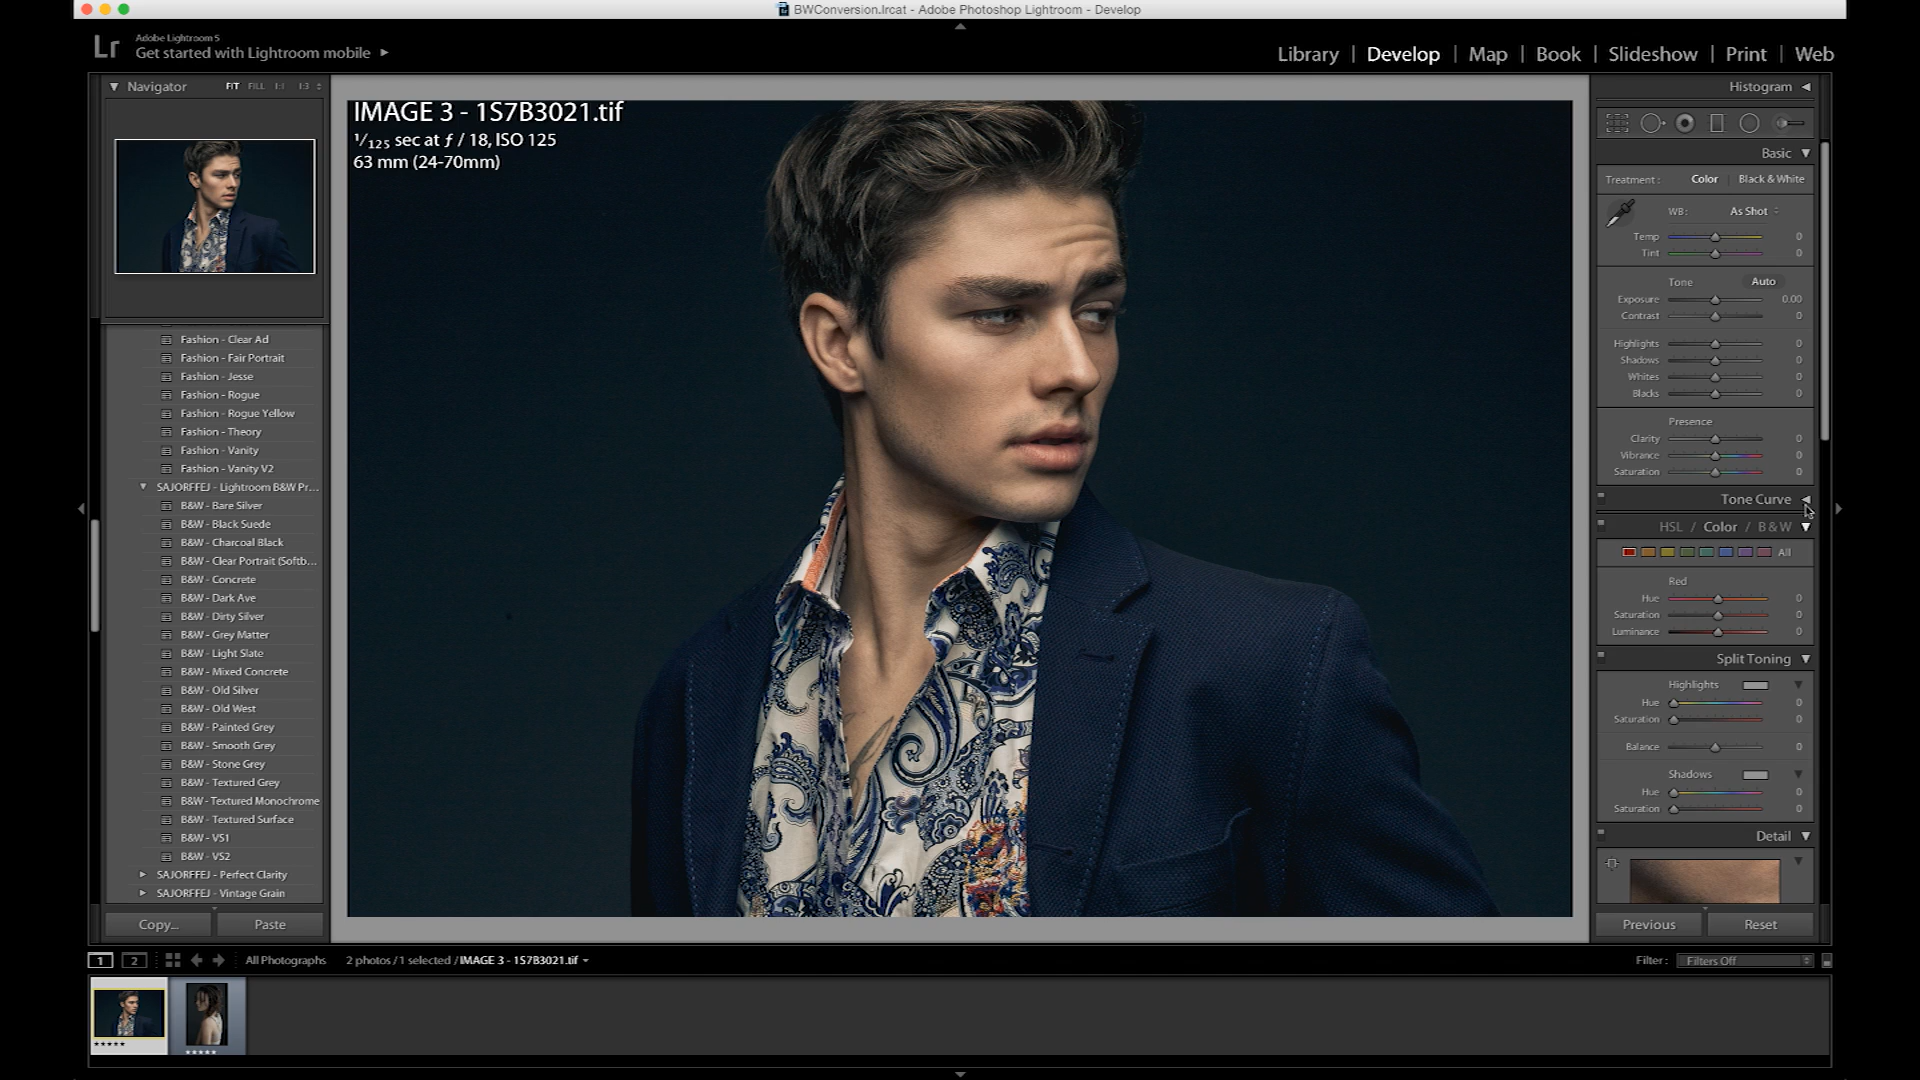 BWConversion.lrcat - Adobe Photoshop Lightroom - Develop
Lr
Adobe Lightroom 5
Get started with Lightroom mobile
Library | Develop | Map | Book | Slideshow | Print | Web
Navigator FIT FILL 1:1 1:3
Fashion - Clear Ad
Fashion - Fair Portrait
Fashion - Jesse
Fashion - Rogue
Fashion - Rogue Yellow
Fashion - Theory
Fashion - Vanity
Fashion - Vanity V2
SAJORFFEJ - Lightroom B&W Pr...
B&W - Bare Silver
B&W - Black Suede
B&W - Charcoal Black
B&W - Clear Portrait (Softb...
B&W - Concrete
B&W - Dark Ave
B&W - Dirty Silver
B&W - Grey Matter
B&W - Light Slate
B&W - Mixed Concrete
B&W - Old Silver
B&W - Old West
B&W - Painted Grey
B&W - Smooth Grey
B&W - Stone Grey
B&W - Textured Grey
B&W - Textured Monochrome
B&W - Textured Surface
B&W - VS1
B&W - VS2
SAJORFFEJ - Perfect Clarity
SAJORFFEJ - Vintage Grain
Copy... Paste
IMAGE 3 - 1S7B3021.tif
1/125 sec at ƒ / 18, ISO 125
63 mm (24-70mm)
Histogram
Basic
Treatment : Color | Black & White
WB : As Shot
Temp 0
Tint 0
Tone Auto
Exposure 0.00
Contrast 0
Highlights 0
Shadows 0
Whites 0
Blacks 0
Presence
Clarity 0
Vibrance 0
Saturation 0
Tone Curve
HSL / Color / B & W
All
Red
Hue 0
Saturation 0
Luminance 0
Split Toning
Highlights
Hue 0
Saturation 0
Balance 0
Shadows
Hue 0
Saturation 0
Detail
Previous Reset
1 2 All Photographs 2 photos / 1 selected / IMAGE 3 - 1S7B3021.tif
Filter : Filters Off